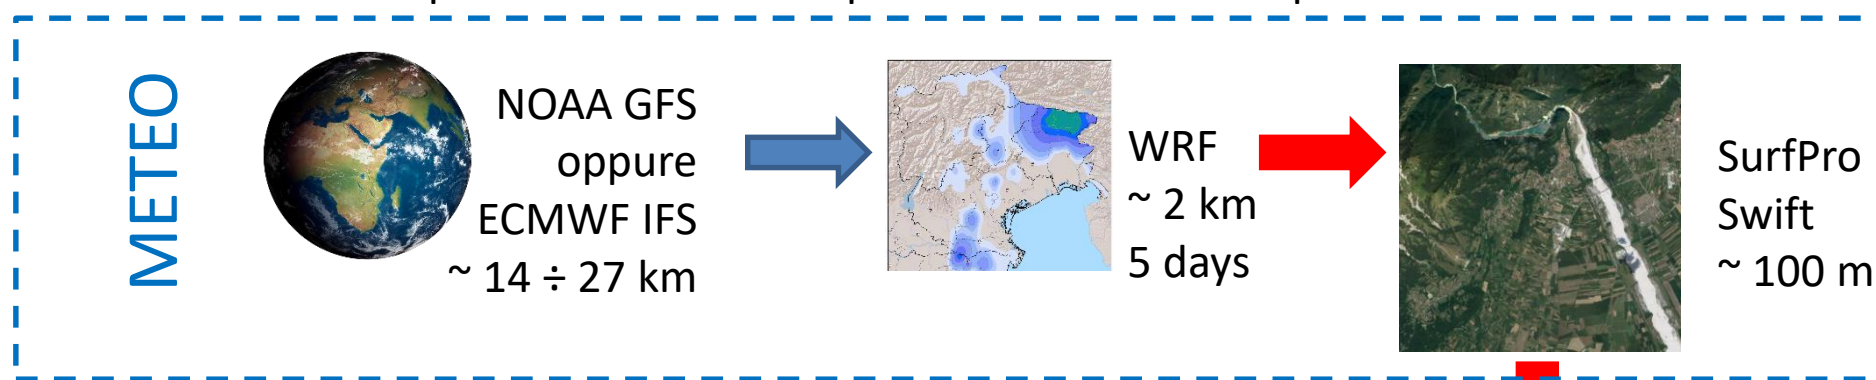 METEO
NOAA GFS
oppure
ECMWF IFS
~ 14 ÷ 27 km
WRF
~ 2 km
5 days
SurfPro
Swift
~ 100 m